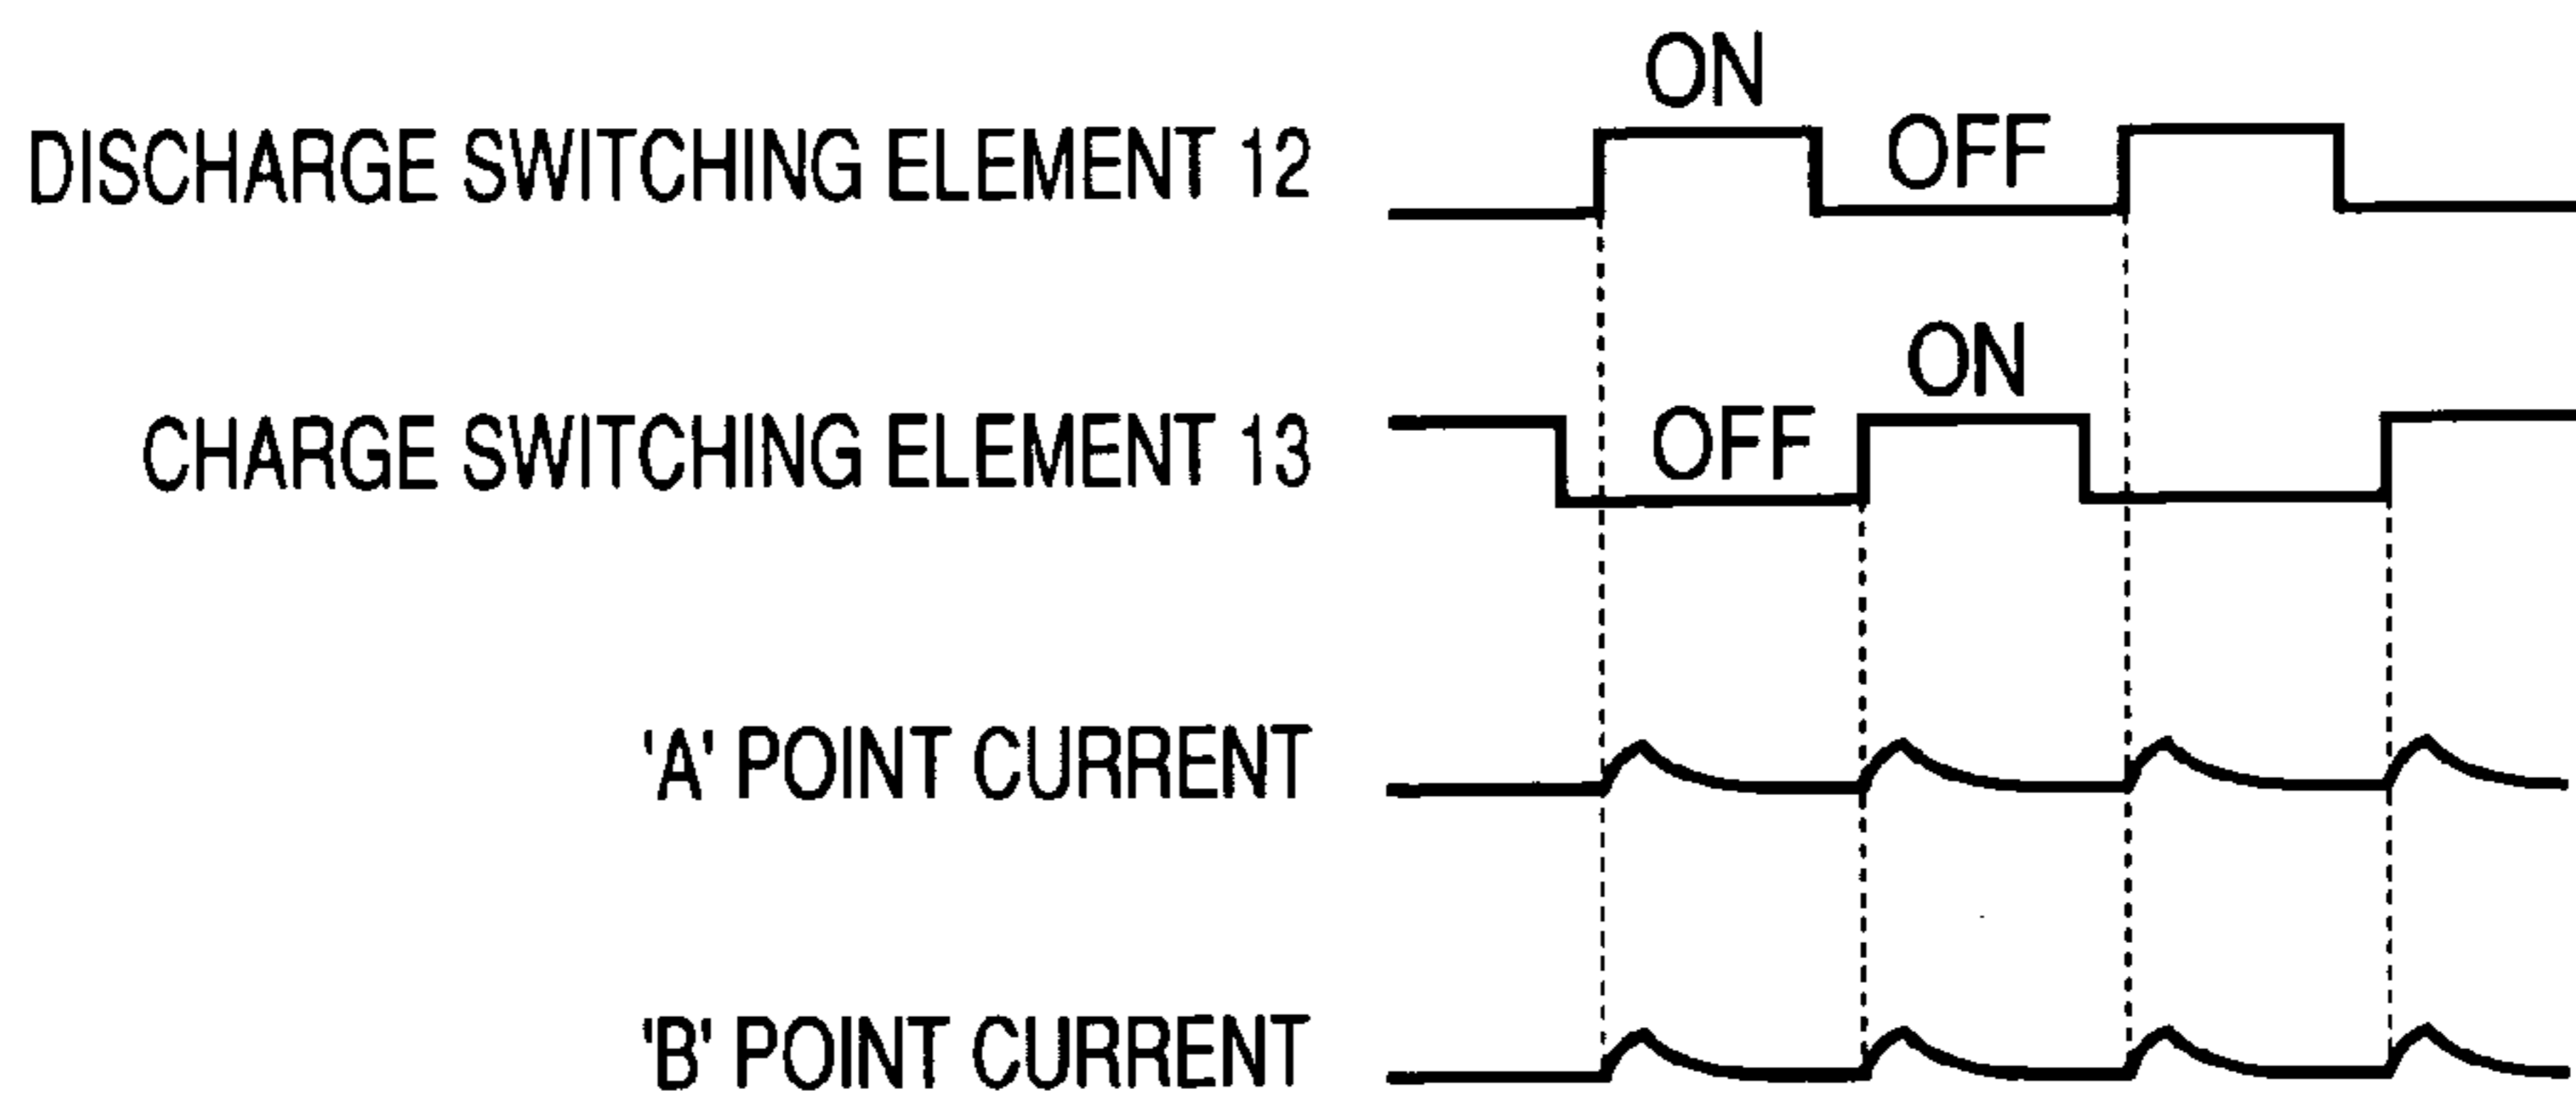 ON
DISCHARGE SWITCHING ELEMENT 12
OFF
ON
CHARGE SWITCHING ELEMENT 13
OFF
'A' POINT CURRENT
'B' POINT CURRENT